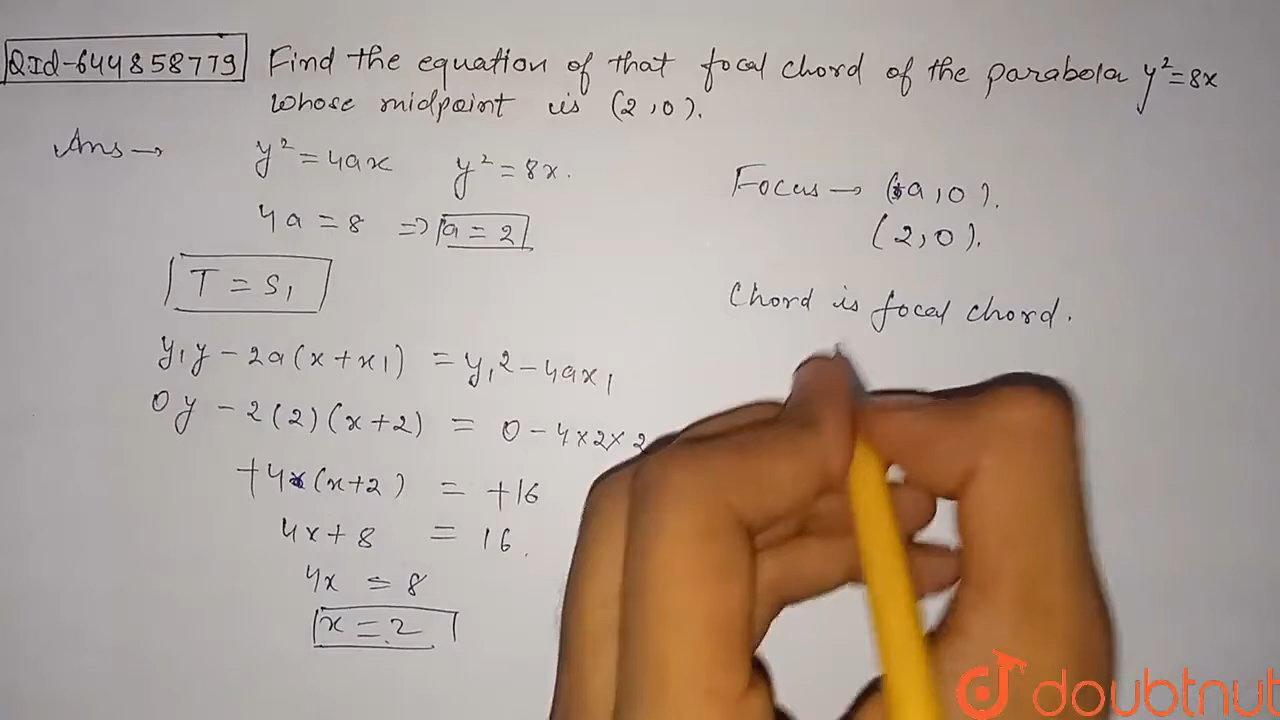 QId-644858779 Find the equation of that focal chord of the parabola y²=8x
whose midpoint is (2,0).
Ans→ y²=4ax y²=8x.
4a=8 ⇒ a=2
T=S₁
y₁y-2a(x+x₁) = y₁2-4ax₁
0y-2(2)(x+2) = 0-4×2×2
+4(x+2) = +16
4x+8 = 16.
4x = 8
x=2
Focus→ (a,0).
(2,0).
Chord is focal chord.
doubtnut